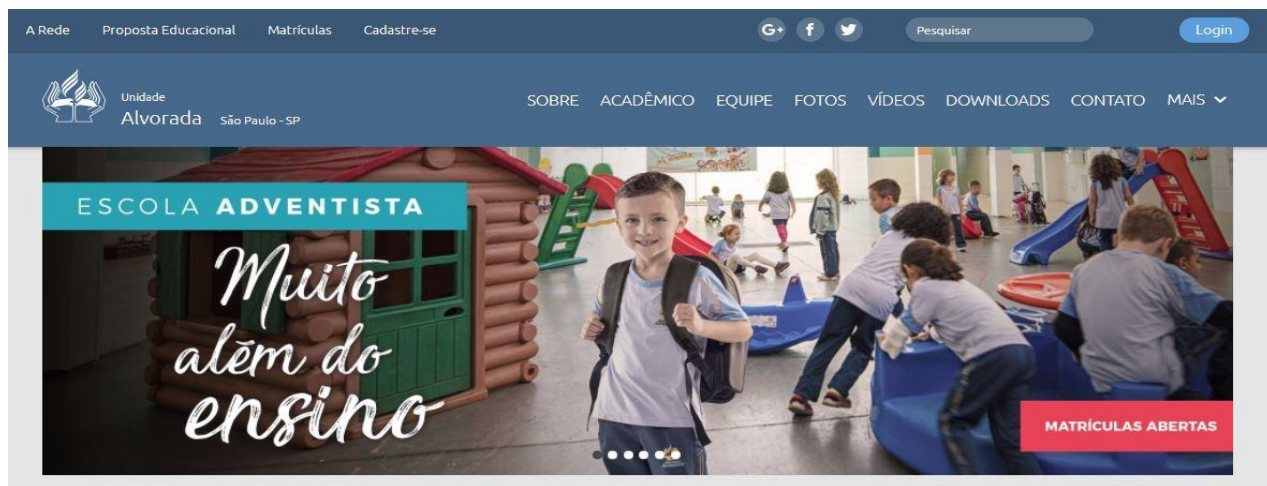 A Rede Proposta Educacional Matrículas Cadastre-se G+ f Pesquisar Login
Unidade
Alvorada São Paulo - SP
SOBRE ACADÊMICO EQUIPE FOTOS VÍDEOS DOWNLOADS CONTATO MAIS
ESCOLA ADVENTISTA
Muito
além do
ensino
MATRÍCULAS ABERTAS